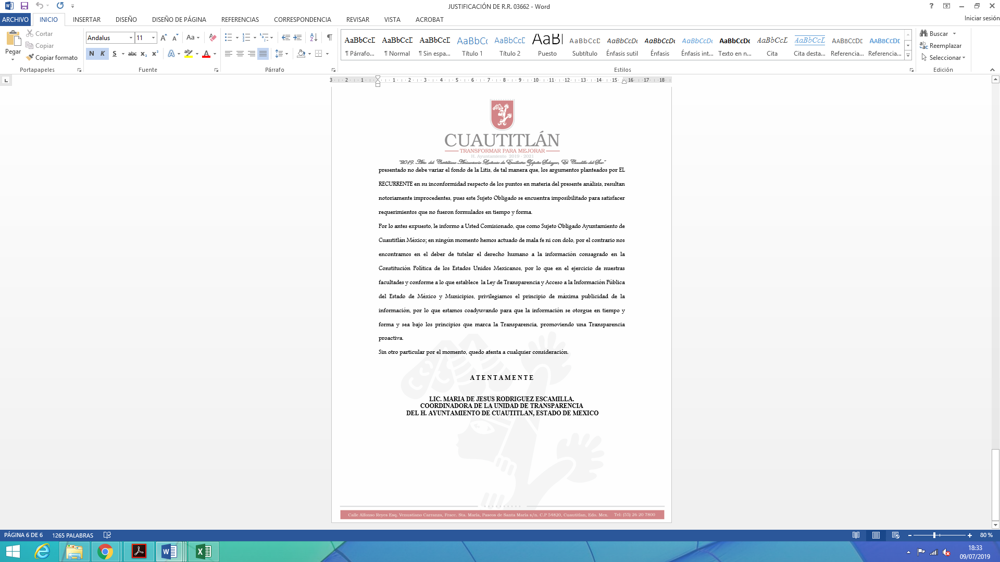 JUSTIFICACIÓN DE R.R. 03662 - Word
ARCHIVO INICIO INSERTAR DISEÑO DISEÑO DE PÁGINA REFERENCIAS CORRESPONDENCIA REVISAR VISTA ACROBAT
Iniciar sesión
Pegar
Cortar
Copiar
Copiar formato
Portapapeles
Andalus 11
Fuente
Párrafo
AaBbCcI AaBbCcI AaBbCcI AaBbCc AaBbCcD AaBl AaBbCcD AaBbCcDc AaBbCcDc AaBbCcDc AaBbCcDc AaBbCcD AaBbCcD AABBCCDD AABBCCDD
¶ Párrafo... ¶ Normal ¶ Sin espa... Título 1 Título 2 Puesto Subtítulo Énfasis sutil Énfasis Énfasis int... Texto en n... Cita Cita desta... Referencia... Referencia...
Estilos
Buscar
Reemplazar
Seleccionar
Edición
3 2 1 1 2 3 4 5 6 7 8 9 10 11 12 13 14 15 16 17 18
CUAUTITLÁN
TRANSFORMAR PARA MEJORAR
H. Ayuntamiento 2019 - 2021
"2019. Año del Centésimo Aniversario Luctuoso de Emiliano Zapata Salazar, El Caudillo del Sur"
presentado no debe variar el fondo de la Litis, de tal manera que, los argumentos planteados por EL
RECURRENTE en su inconformidad respecto de los puntos en materia del presente análisis, resultan
notoriamente improcedentes, pues este Sujeto Obligado se encuentra imposibilitado para satisfacer
requerimientos que no fueron formulados en tiempo y forma.
Por lo antes expuesto, le informo a Usted Comisionado, que como Sujeto Obligado Ayuntamiento de
Cuautitlán México; en ningún momento hemos actuado de mala fe ni con dolo, por el contrario nos
encontramos en el deber de tutelar el derecho humano a la información consagrado en la
Constitución Política de los Estados Unidos Mexicanos, por lo que en el ejercicio de nuestras
facultades y conforme a lo que establece la Ley de Transparencia y Acceso a la Información Pública
del Estado de México y Municipios, privilegiamos el principio de máxima publicidad de la
información, por lo que estamos coadyuvando para que la información se otorgue en tiempo y
forma y sea bajo los principios que marca la Transparencia, promoviendo una Transparencia
proactiva.
Sin otro particular por el momento, quedo atenta a cualquier consideración.
A T E N T A M E N T E
LIC. MARIA DE JESUS RODRIGUEZ ESCAMILLA.
COORDINADORA DE LA UNIDAD DE TRANSPARENCIA
DEL H. AYUNTAMIENTO DE CUAUTITLAN, ESTADO DE MEXICO
Calle Alfonso Reyes Esq. Venustiano Carranza, Fracc. Sta. María, Paseos de Santa María s/n. C.P 54820, Cuautitlan, Edo. Mex. Tel: (55) 26 20 7800
PÁGINA 6 DE 6 1265 PALABRAS
80 %
18:33
09/07/2019